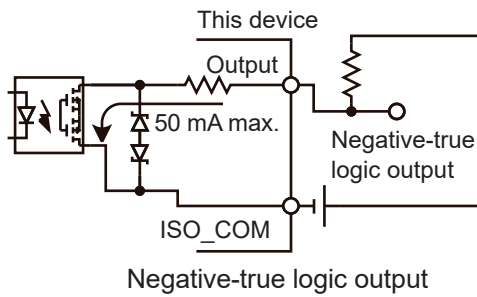 This device
Output
50 mA max.
Negative-true
logic output
ISO_COM
Negative-true logic output